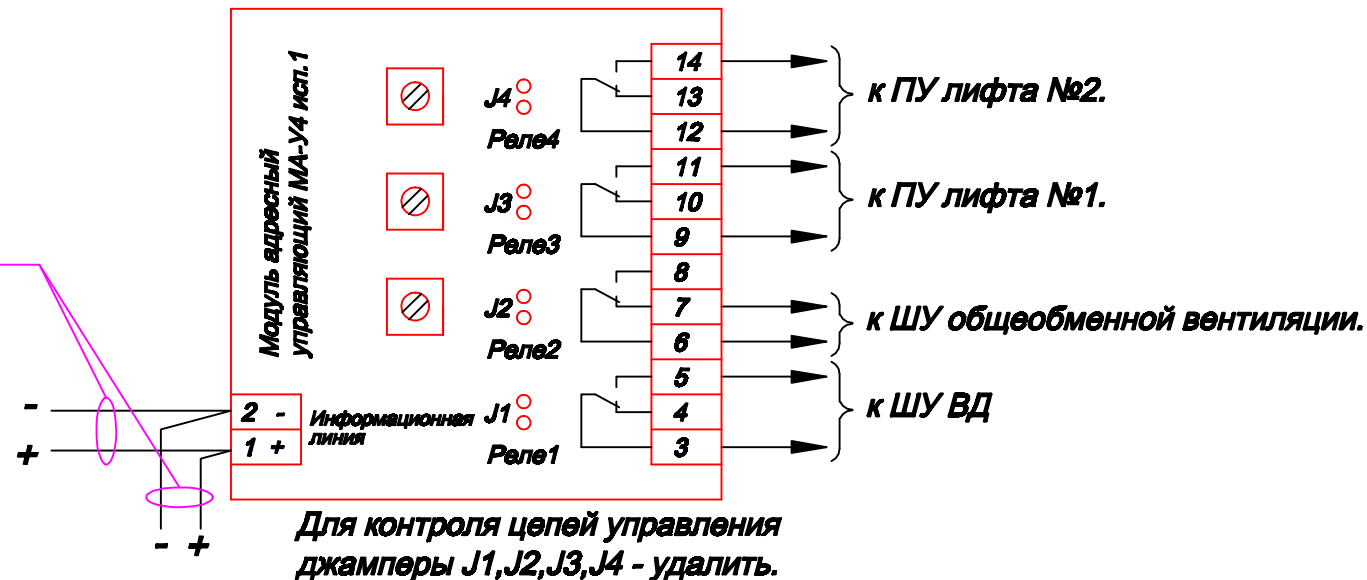 Модуль адресный
управляющий МА-У4 исп.1
J4
Реле4
J3
Реле3
J2
Реле2
J1
Реле1
14
13
12
11
10
9
8
7
6
5
4
3
к ПУ лифта №2.
к ПУ лифта №1.
к ШУ общеобменной вентиляции.
к ШУ ВД
-
+
2 -
1 +
Информационная
линия
- +
Для контроля цепей управления
джамперы J1,J2,J3,J4 - удалить.